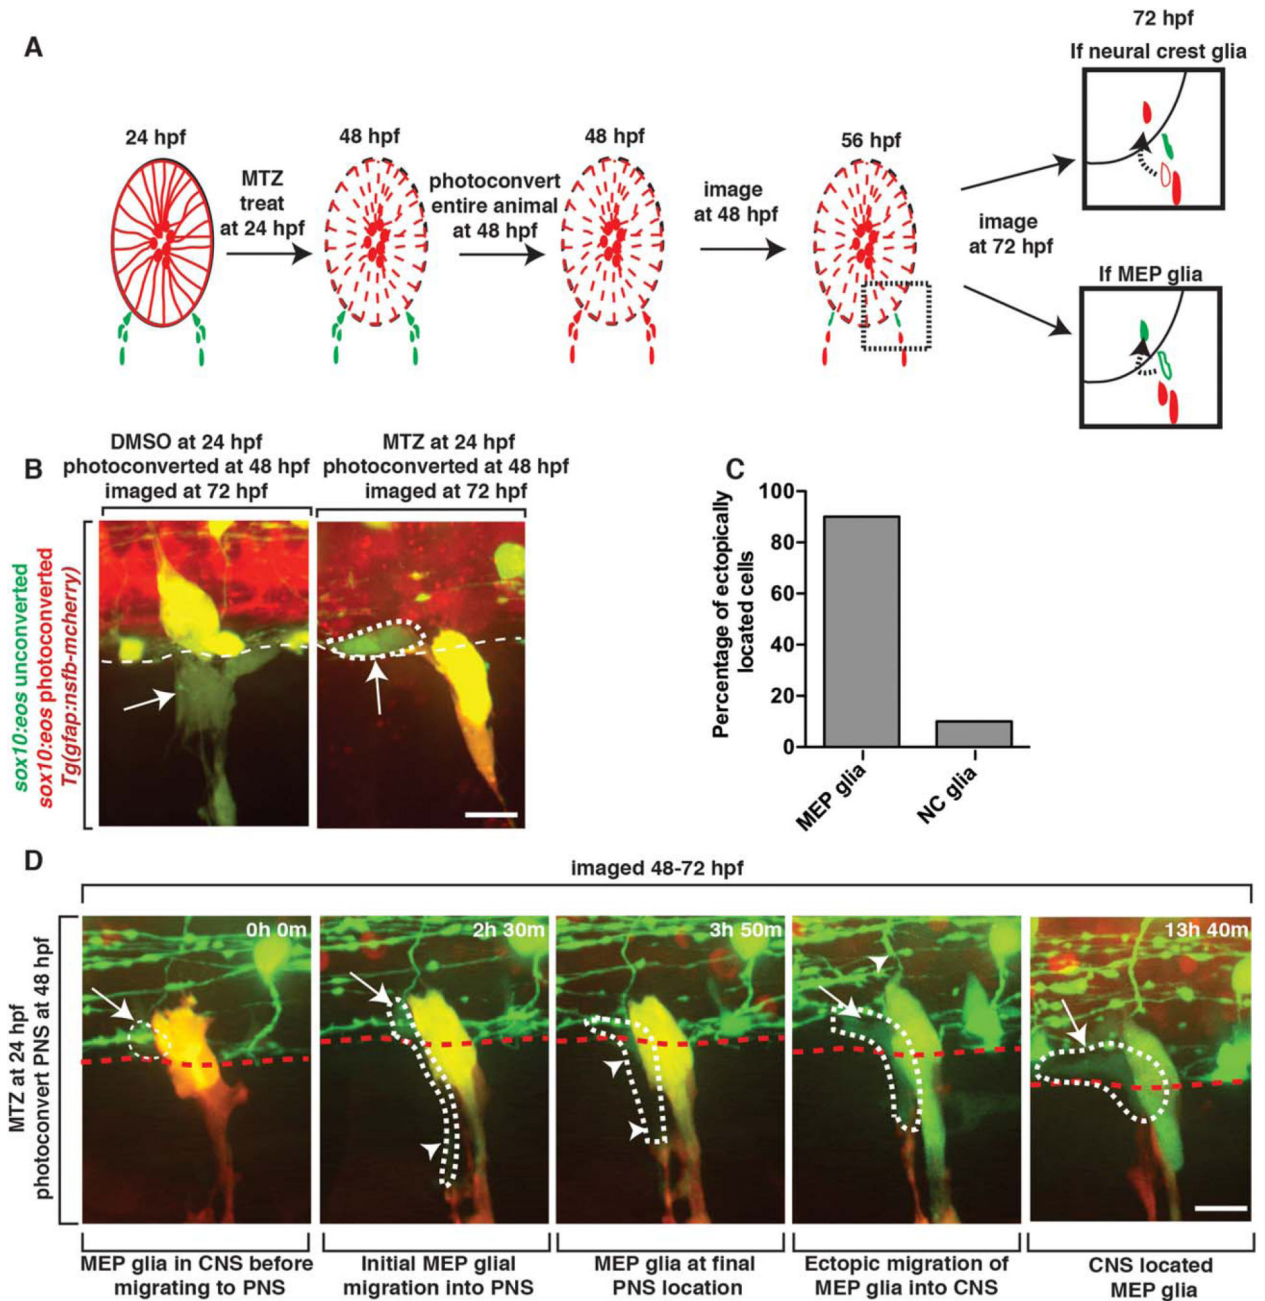 A
24 hpf
MTZ
treat
at 24 hpf
48 hpf
photoconvert
entire animal
at 48 hpf
48 hpf
image
at 48 hpf
56 hpf
image
at 72 hpf
72 hpf
If neural crest glia
If MEP glia
B
DMSO at 24 hpf
photoconverted at 48 hpf
imaged at 72 hpf
MTZ at 24 hpf
photoconverted at 48 hpf
imaged at 72 hpf
sox10:eos unconverted
sox10:eos photoconverted
Tg(gfap:nsfb-mcherry)
C
Percentage of ectopically
located cells
100
80
60
40
20
0
MEP glia
NC glia
D
imaged 48-72 hpf
MTZ at 24 hpf
photoconvert PNS at 48 hpf
0h 0m
2h 30m
3h 50m
13h 40m
MEP glia in CNS before
migrating to PNS
Initial MEP glial
migration into PNS
MEP glia at final
PNS location
Ectopic migration of
MEP glia into CNS
CNS located
MEP glia